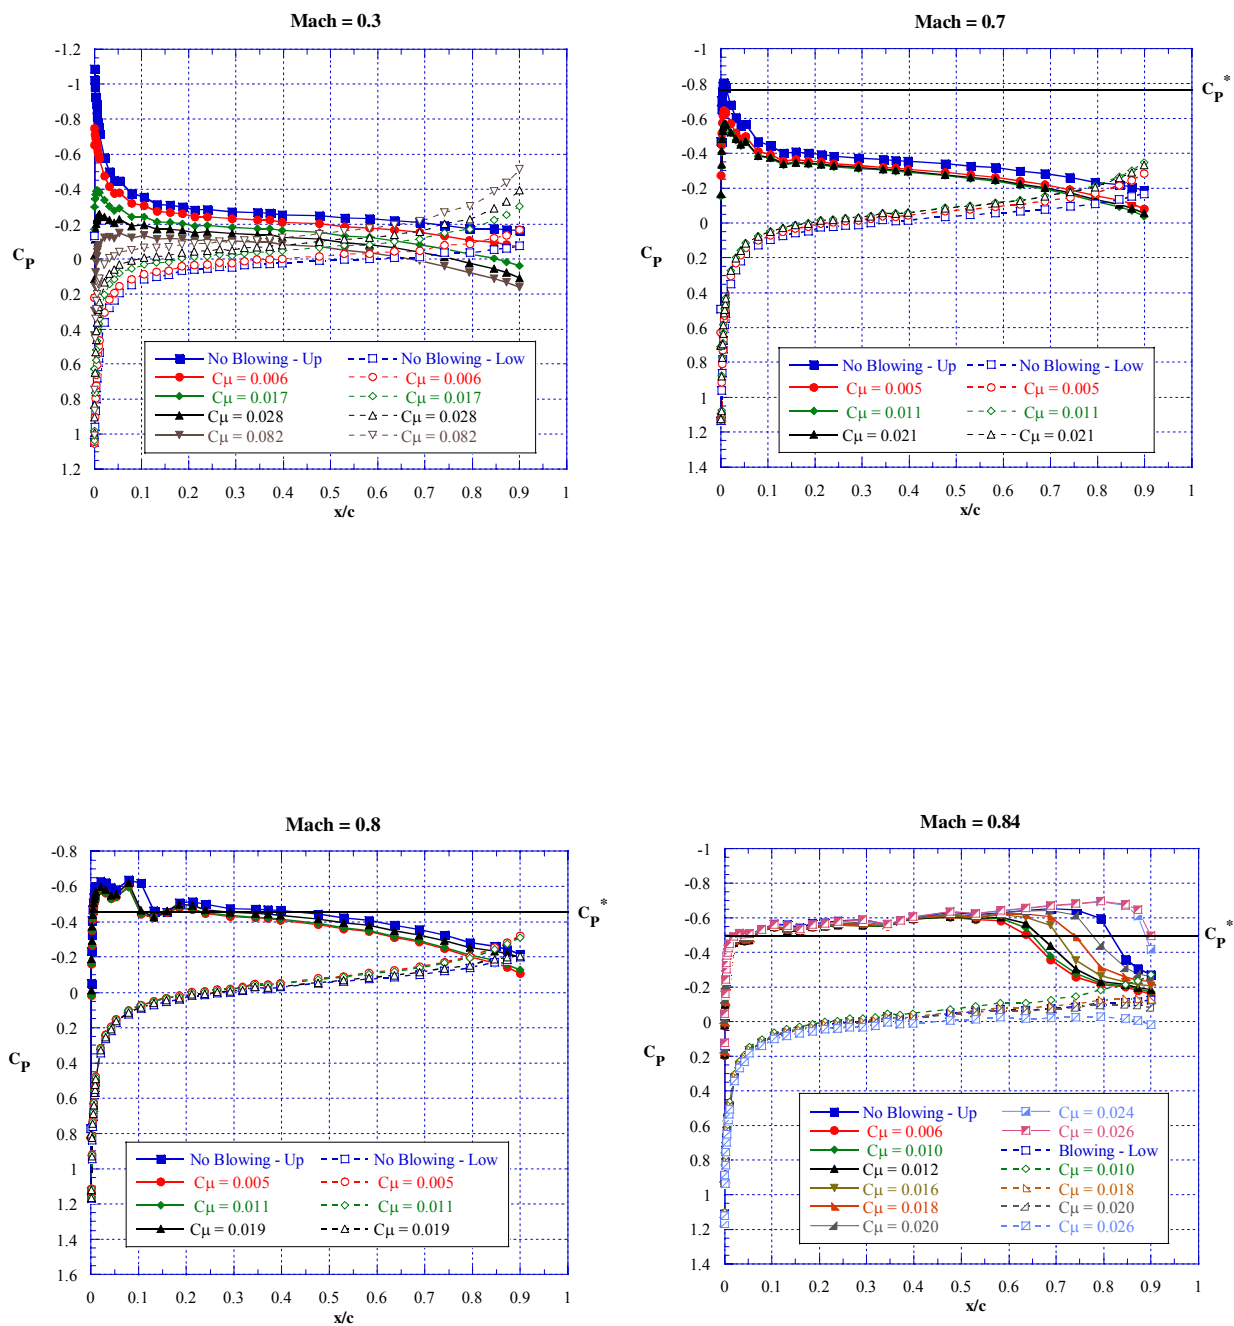 Mach = 0.3
-1.2
-1
-0.8
-0.6
-0.4
-0.2
0
0.2
0.4
0.6
0.8
1
1.2
CP
No Blowing - Up
Cμ = 0.006
Cμ = 0.017
Cμ = 0.028
Cμ = 0.082
No Blowing - Low
Cμ = 0.006
Cμ = 0.017
Cμ = 0.028
Cμ = 0.082
0 0.1 0.2 0.3 0.4 0.5 0.6 0.7 0.8 0.9 1
x/c
Mach = 0.7
-1
-0.8
-0.6
-0.4
-0.2
0
0.2
0.4
0.6
0.8
1
1.2
1.4
CP
CP*
No Blowing - Up
Cμ = 0.005
Cμ = 0.011
Cμ = 0.021
No Blowing - Low
Cμ = 0.005
Cμ = 0.011
Cμ = 0.021
0 0.1 0.2 0.3 0.4 0.5 0.6 0.7 0.8 0.9 1
x/c
Mach = 0.8
-0.8
-0.6
-0.4
-0.2
0
0.2
0.4
0.6
0.8
1
1.2
1.4
1.6
CP
CP*
No Blowing - Up
Cμ = 0.005
Cμ = 0.011
Cμ = 0.019
No Blowing - Low
Cμ = 0.005
Cμ = 0.011
Cμ = 0.019
0 0.1 0.2 0.3 0.4 0.5 0.6 0.7 0.8 0.9 1
x/c
Mach = 0.84
-1
-0.8
-0.6
-0.4
-0.2
0
0.2
0.4
0.6
0.8
1
1.2
1.4
CP
CP*
No Blowing - Up
Cμ = 0.006
Cμ = 0.010
Cμ = 0.012
Cμ = 0.016
Cμ = 0.018
Cμ = 0.020
Cμ = 0.024
Cμ = 0.026
Blowing - Low
Cμ = 0.010
Cμ = 0.018
Cμ = 0.020
Cμ = 0.026
0 0.1 0.2 0.3 0.4 0.5 0.6 0.7 0.8 0.9 1
x/c